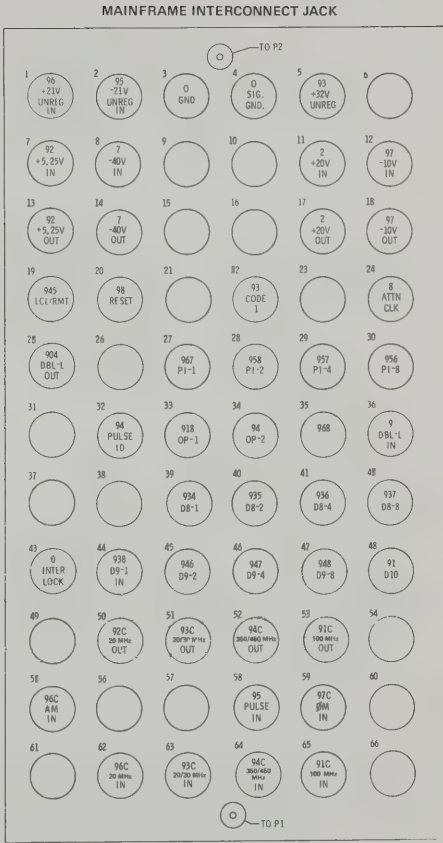 MAINFRAME INTERCONNECT JACK
TO P2
1 2 3 4 5 6
96 95 0 0 93
+21V -21V GND SIG. +32V
UNREG UNREG GND. UNREG
IN IN
7 8 9 10 11 12
92 7 2 97
+5,25V -40V +20V -10V
IN IN IN IN
13 14 15 16 17 18
92 7 2 97
+5,25V -40V +20V -10V
OUT OUT OUT OUT
19 20 21 23 24
945 98 93 8
LCL/RMT RESET CODE ATTN
1 CLK
25 26 27 28 29 30
904 967 958 957 956
DBL-L PI-1 PI-2 PI-4 PI-8
OUT
31 32 33 34 35 36
94 918 94 968 9
PULSE OP-1 OP-2 DBL-L
IN
37 38 39 40 41
934 935 936 937
D8-1 D8-2 D8-4 D8-8
43 44 45 46 47 48
938 946 947 948 91
INTER D9-1 D9-2 D9-4 D9-8 D10
LOCK IN
49 50 51 52 53 54
92C 93C 94C 91C
20 MHz 20/30 MHz 350/460 MHz 100 MHz
OUT OUT OUT OUT
56 57 58 59 60
96C 95 97C
AM PULSE ØM
IN IN IN
61 62 63 64 65 66
96C 93C 94C 91C
20 MHz 20/30 MHz 360/460 100 MHz
IN IN MHz IN
IN
TO P1